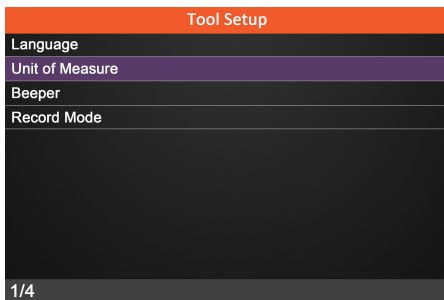 Tool Setup
Language
Unit of Measure
Beeper
Record Mode
1/4